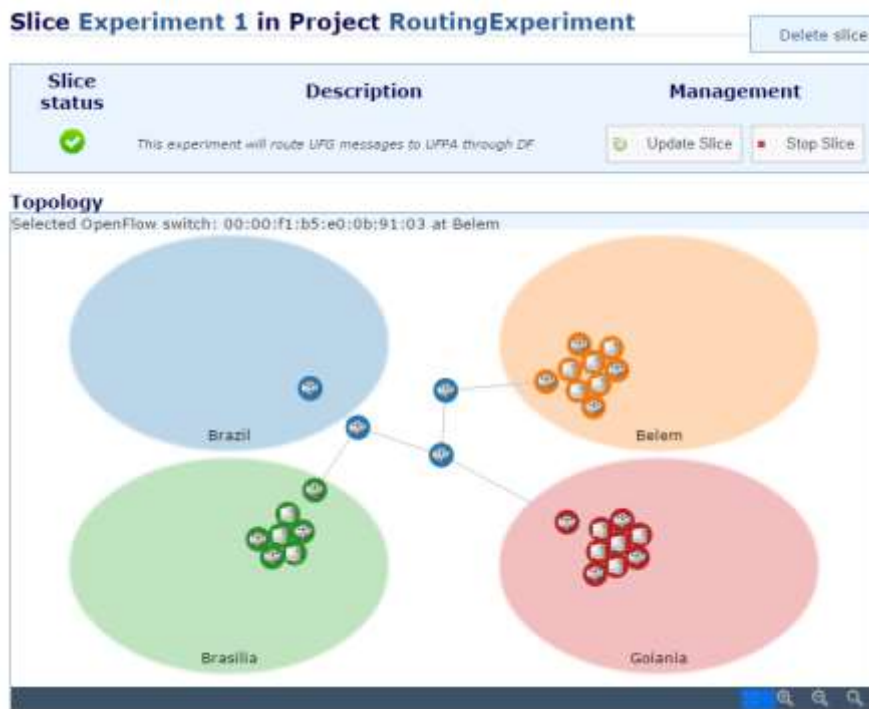 Slice Experiment 1 in Project RoutingExperiment
Delete slice
Slice status
Description
Management
This experiment will route UFG messages to UFPA through DF
Update Slice
Stop Slice
Topology
Selected OpenFlow switch: 00:00:f1:b5:e0:0b:91:03 at Belem
Brazil
Belem
Brasilia
Goiania